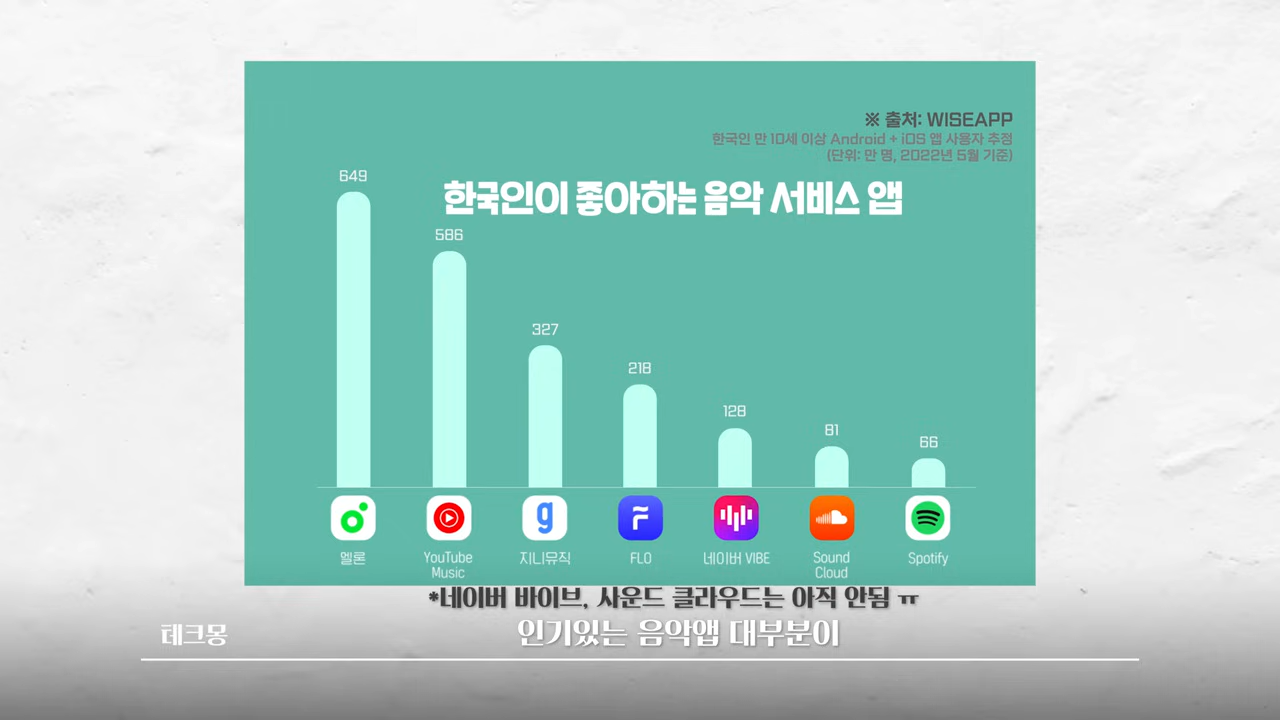 ※ 출처: WISEAPP
한국인 만 10세 이상 Android + iOS 앱 사용자 추정
(단위: 만 명, 2022년 5월 기준)
한국인이 좋아하는 음악 서비스 앱
649
586
327
218
128
81
66
g
멜론
YouTube
Music
지니뮤직
FLO
네이버 VIBE
Sound
Cloud
Spotify
*네이버 바이브, 사운드 클라우드는 아직 안됨 ㅠ
테크몽
인기있는 음악앱 대부분이